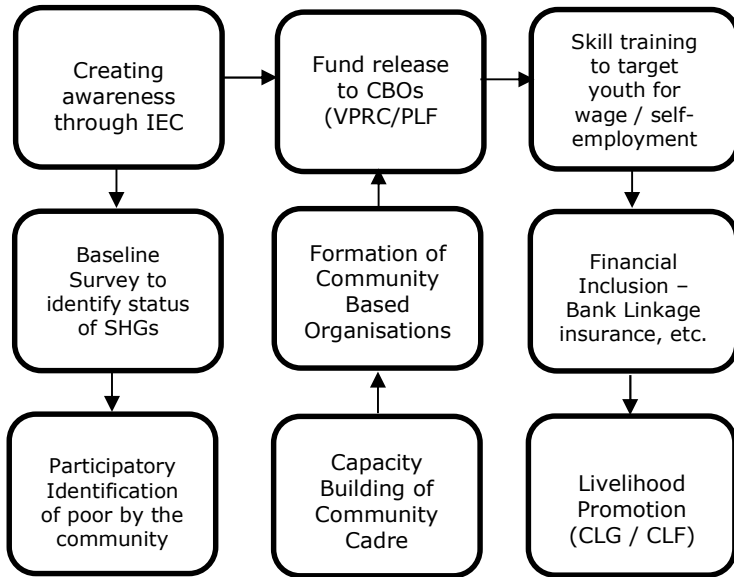 Creating
awareness
through IEC
Fund release
to CBOs
(VPRC/PLF
Skill training
to target
youth for
wage / self-
employment
Baseline
Survey to
identify status
of SHGs
Formation of
Community
Based
Organisations
Financial
Inclusion –
Bank Linkage
insurance, etc.
Participatory
Identification
of poor by the
community
Capacity
Building of
Community
Cadre
Livelihood
Promotion
(CLG / CLF)